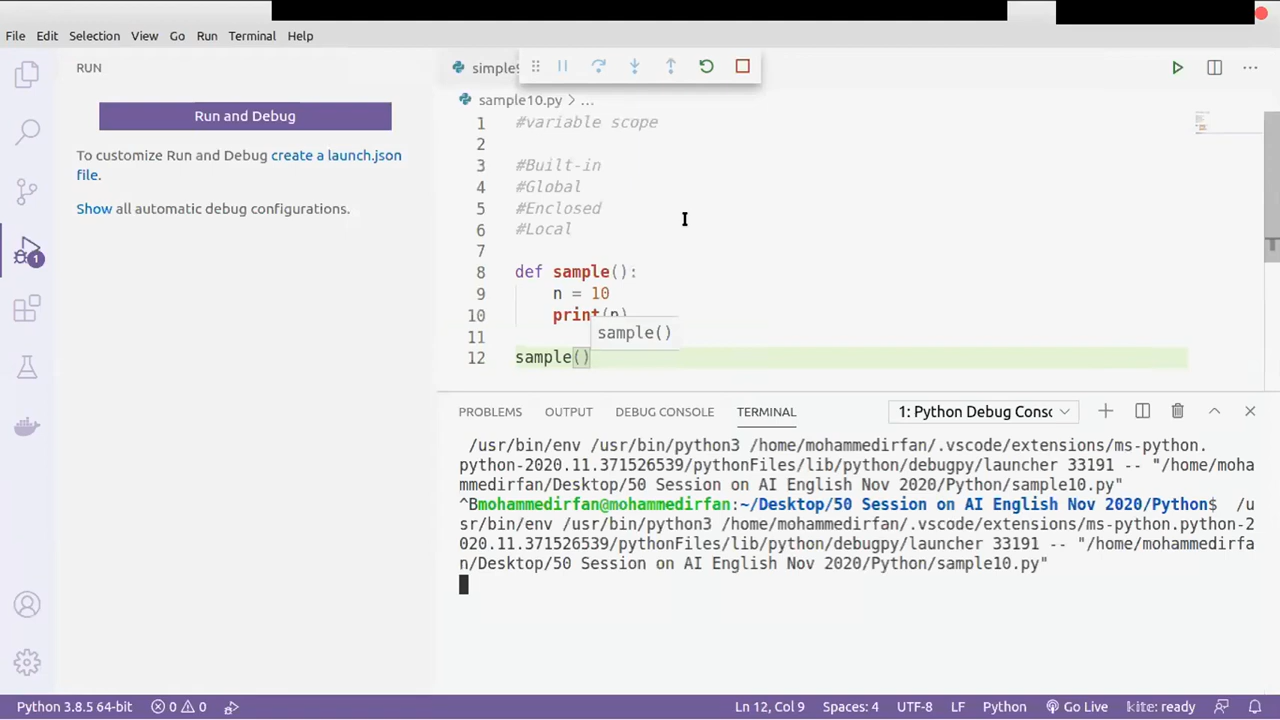 File Edit Selection View Go Run Terminal Help
RUN
Run and Debug
To customize Run and Debug create a launch.json
file.
Show all automatic debug configurations.
1
sample10.py > ...
1 #variable scope
2
3 #Built-in
4 #Global
5 #Enclosed
6 #Local
7
8 def sample():
9 n = 10
10 print(n)
11
sample()
12 sample()
PROBLEMS OUTPUT DEBUG CONSOLE TERMINAL 1: Python Debug Consc
/usr/bin/env /usr/bin/python3 /home/mohammedirfan/.vscode/extensions/ms-python.
python-2020.11.371526539/pythonFiles/lib/python/debugpy/launcher 33191 -- "/home/moha
mmedirfan/Desktop/50 Session on AI English Nov 2020/Python/sample10.py"
^Bmohammedirfan@mohammedirfan:~/Desktop/50 Session on AI English Nov 2020/Python$ /u
sr/bin/env /usr/bin/python3 /home/mohammedirfan/.vscode/extensions/ms-python.python-2
020.11.371526539/pythonFiles/lib/python/debugpy/launcher 33191 -- "/home/mohammedirfa
n/Desktop/50 Session on AI English Nov 2020/Python/sample10.py"
Python 3.8.5 64-bit 0 0 Ln 12, Col 9 Spaces: 4 UTF-8 LF Python Go Live kite: ready